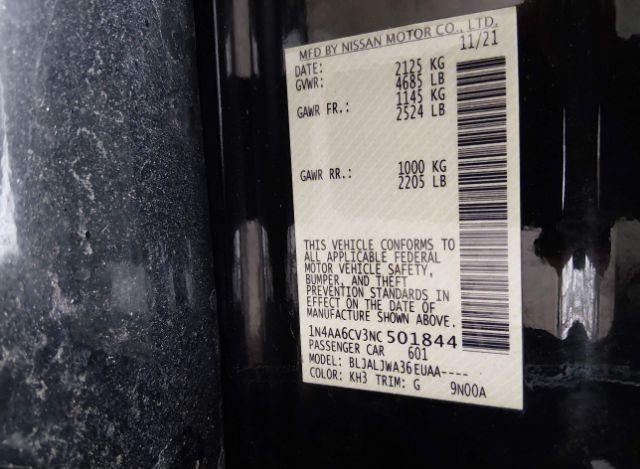 MFD BY NISSAN MOTOR CO., LTD.
DATE: 11/21
GVWR: 2125 KG
4685 LB
GAWR FR.: 1145 KG
2524 LB
GAWR RR.: 1000 KG
2205 LB
THIS VEHICLE CONFORMS TO
ALL APPLICABLE FEDERAL
MOTOR VEHICLE SAFETY,
BUMPER, AND THEFT
PREVENTION STANDARDS IN
EFFECT ON THE DATE OF
MANUFACTURE SHOWN ABOVE.
1N4AA6CV3NC501844
PASSENGER CAR 601
MODEL: BLJALJWA36EUAA----
COLOR: KH3 TRIM: G 9N00A